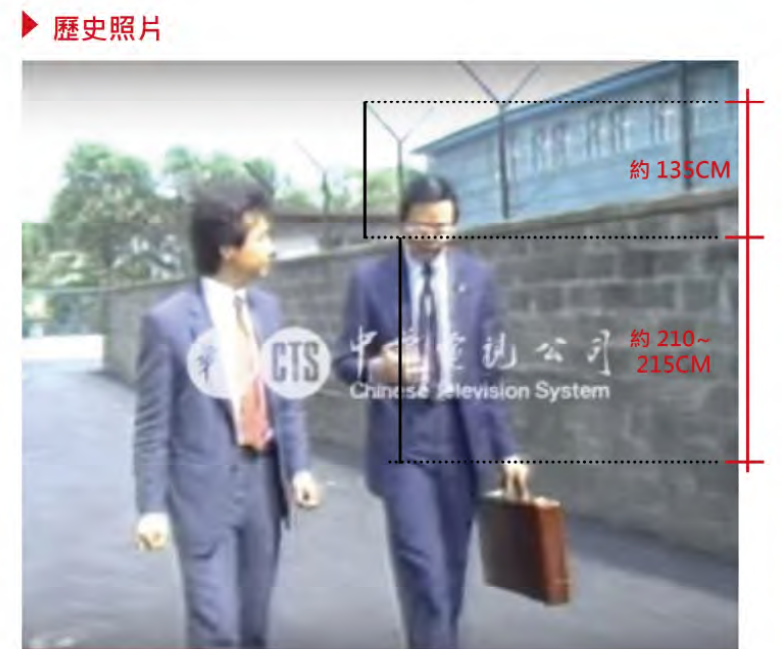 歷史照片
約 135CM
華 CTS 中華電視公司
Chinese Television System
約 210~
215CM